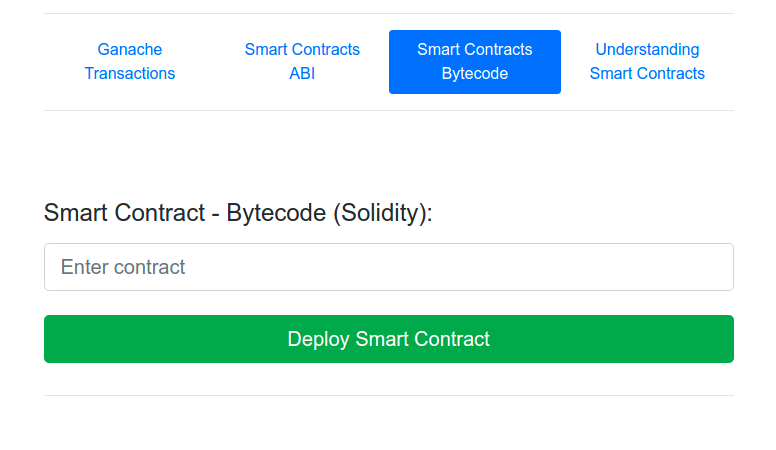 Ganache
Transactions
Smart Contracts
ABI
Smart Contracts
Bytecode
Understanding
Smart Contracts
Smart Contract - Bytecode (Solidity):
Enter contract
Deploy Smart Contract